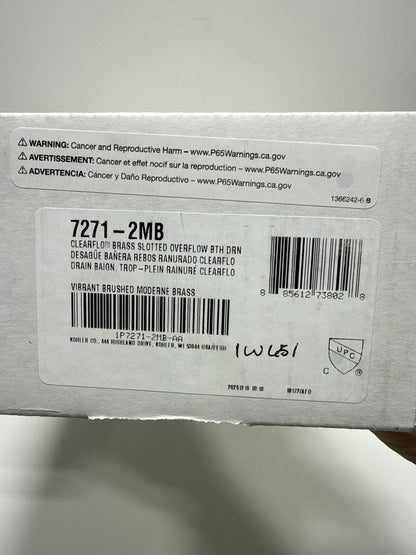 ⚠ WARNING: Cancer and Reproductive Harm – www.P65Warnings.ca.gov
⚠ AVERTISSEMENT: Cancer et effet nocif sur la reproduction – www.P65Warnings.ca.gov
⚠ ADVERTENCIA: Cáncer y Daño Reproductivo – www.P65Warnings.ca.gov
1366242-6-B
7271-2MB
CLEARFLO™ BRASS SLOTTED OVERFLOW BTH DRN
DESAGÜE BAÑERA REBOS RANURADO CLEARFLO
DRAIN BAIGN. TROP-PLEIN RAINURÉ CLEARFLO
VIBRANT BRUSHED MODERNE BRASS
8 85612 73802 8
1P7271-2MB-AA
KOHLER CO., 444 HIGHLAND DRIVE, KOHLER, WI 53044 USA/EE.UU
UPC
C ®